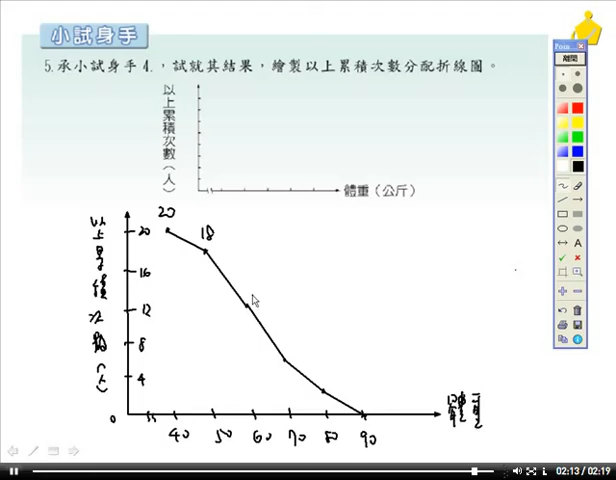 小試身手
5.承小試身手4.，試就其結果，繪製以上累積次數分配折線圖。
以上累積次數（人）
體重（公斤）
Poin...
離開
A
以上累積次數（人）
20
18
20
16
12
8
4
0
40 50 60 70 80 90
體重
02:13 / 02:19